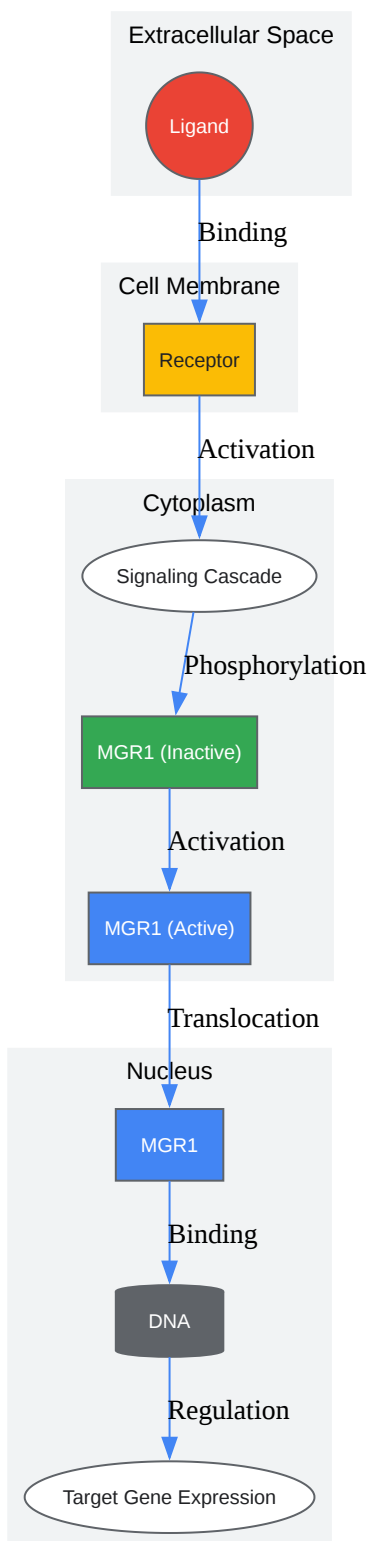 Extracellular Space
Ligand
Binding
Cell Membrane
Receptor
Activation
Cytoplasm
Signaling Cascade
Phosphorylation
MGR1 (Inactive)
Activation
MGR1 (Active)
Translocation
Nucleus
MGR1
Binding
DNA
Regulation
Target Gene Expression